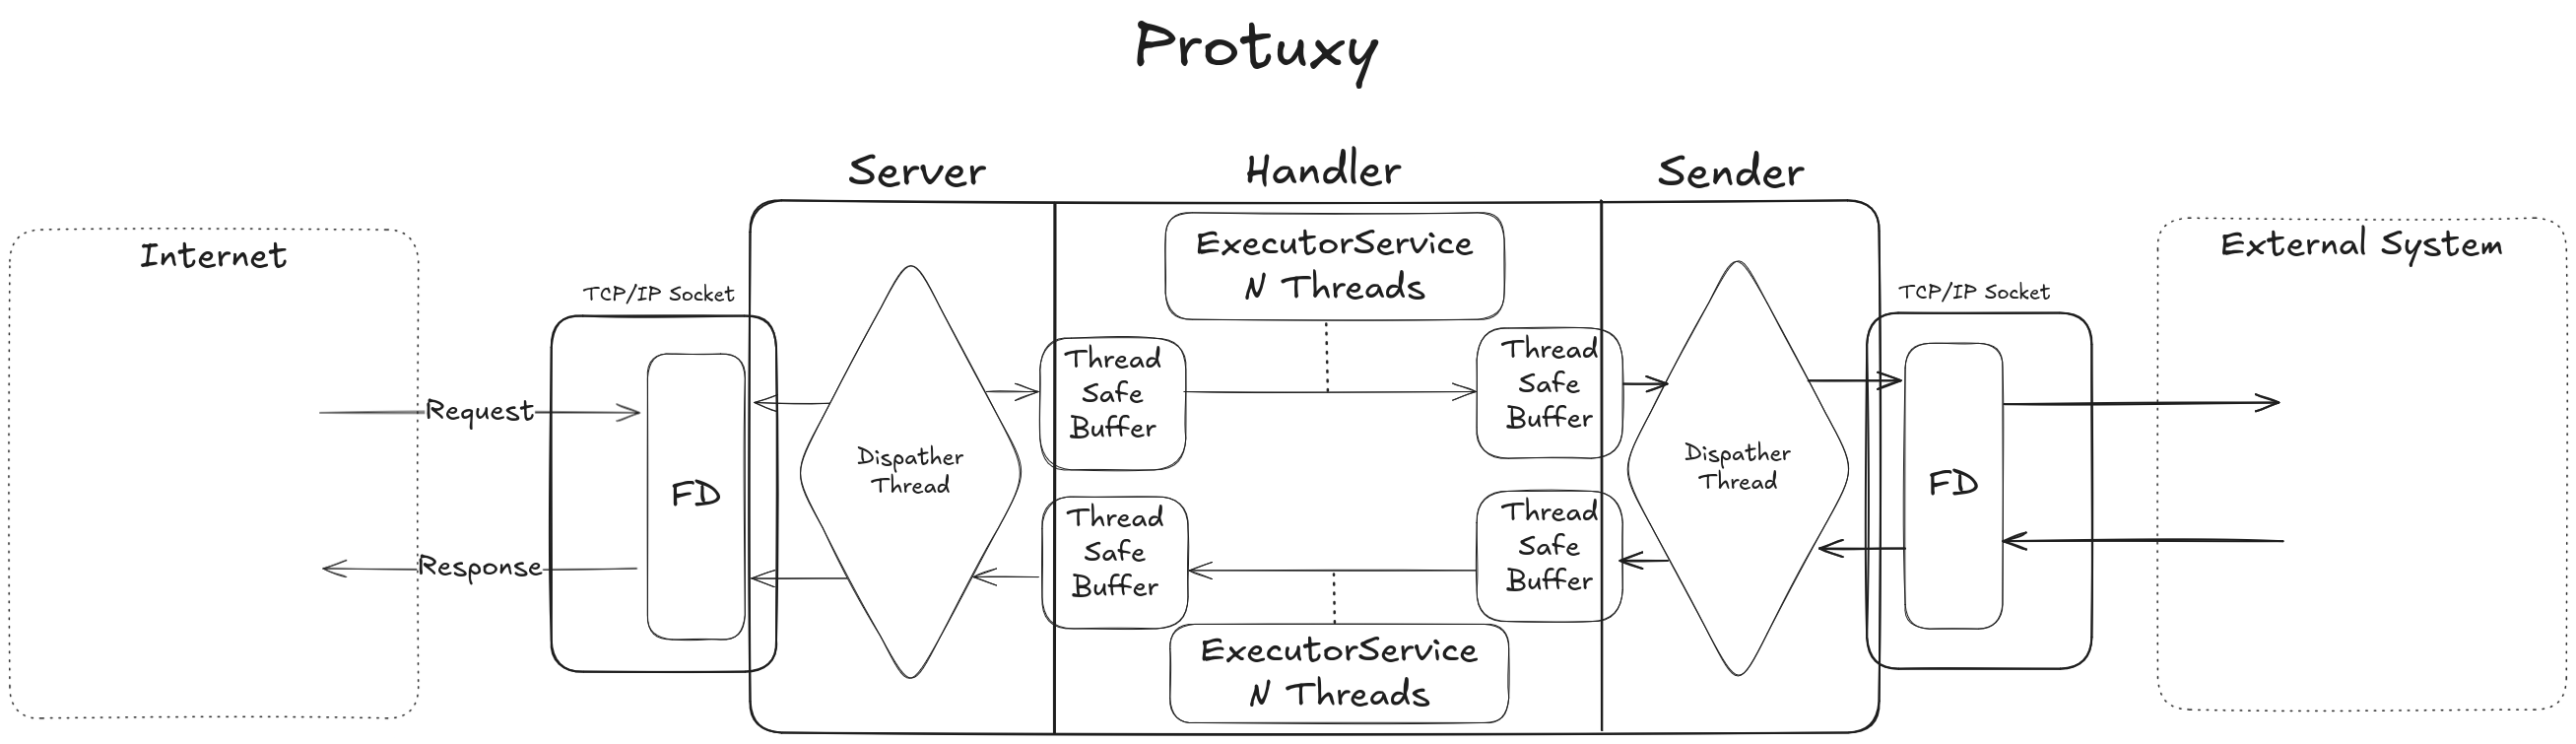 Protuxy
Server
Handler
Sender
Internet
TCP/IP Socket
Request
Response
FD
Dispather
Thread
ExecutorService
N Threads
Thread
Safe
Buffer
Thread
Safe
Buffer
Thread
Safe
Buffer
Thread
Safe
Buffer
ExecutorService
N Threads
Dispather
Thread
TCP/IP Socket
FD
External System